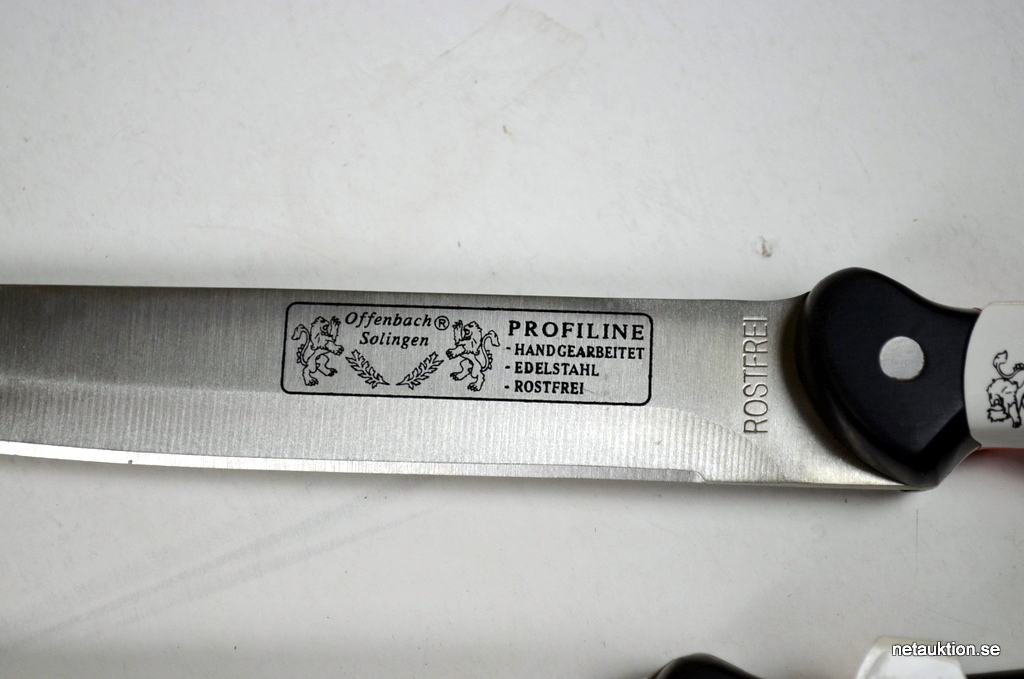 Offenbach®
Solingen
PROFILINE
- HANDGEARBEITET
- EDELSTAHL
- ROSTFREI
ROSTFREI
netauktion.se